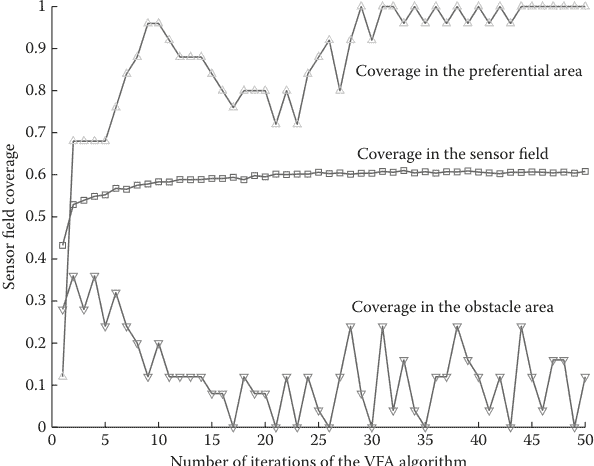 1
0.9
0.8
0.7
0.6
0.5
0.4
0.3
0.2
0.1
0
Sensor field coverage
Coverage in the preferential area
Coverage in the sensor field
Coverage in the obstacle area
0 5 10 15 20 25 30 35 40 45 50
Number of iterations of the VFA algorithm